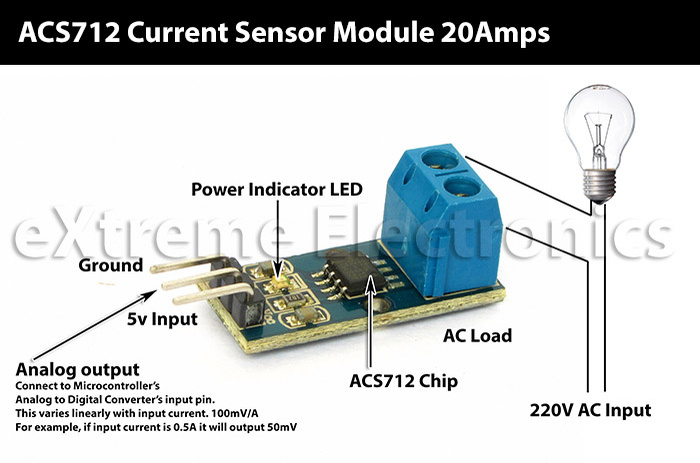 ACS712 Current Sensor Module 20Amps
Power Indicator LED
eXtreme Electronics
Ground
5v Input
AC Load
Analog output
Connect to Microcontroller's
Analog to Digital Converter's input pin.
This varies linearly with input current. 100mV/A
For example, if input current is 0.5A it will output 50mV
ACS712 Chip
220V AC Input